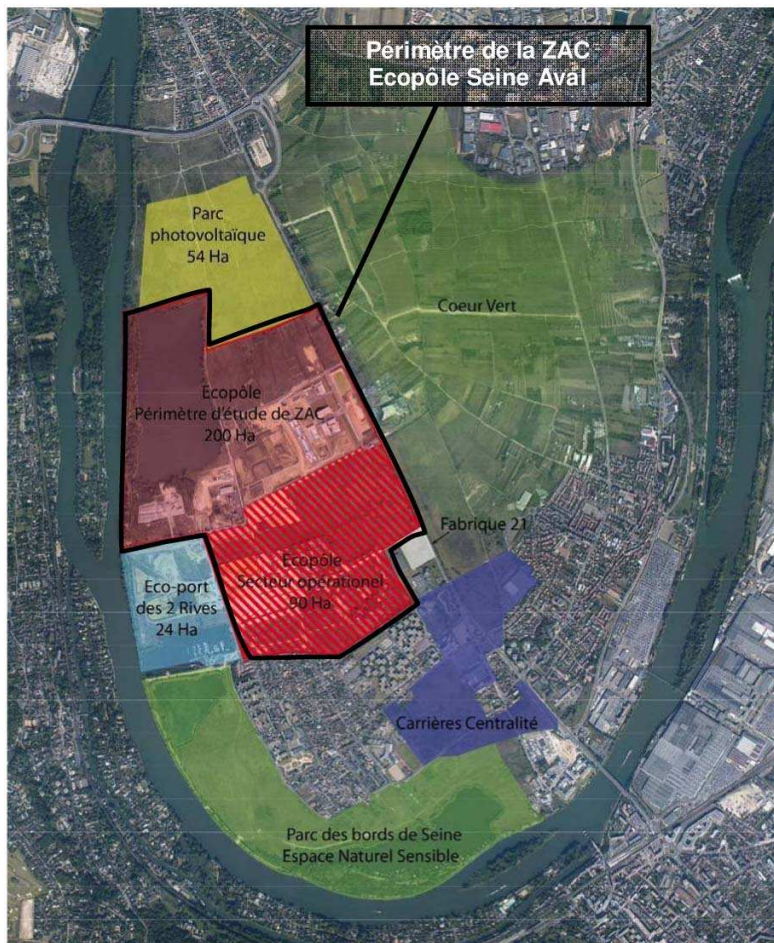 Périmètre de la ZAC
Ecopôle Seine Aval
Parc
photovoltaïque
54 Ha
Coeur Vert
Ecopôle
Périmètre d'étude de ZAC
200 Ha
Fabrique 21
Ecopôle
Secteur opérationel
90 Ha
Eco-port
des 2 Rives
24 Ha
Carrières Centralité
Parc des bords de Seine
Espace Naturel Sensible